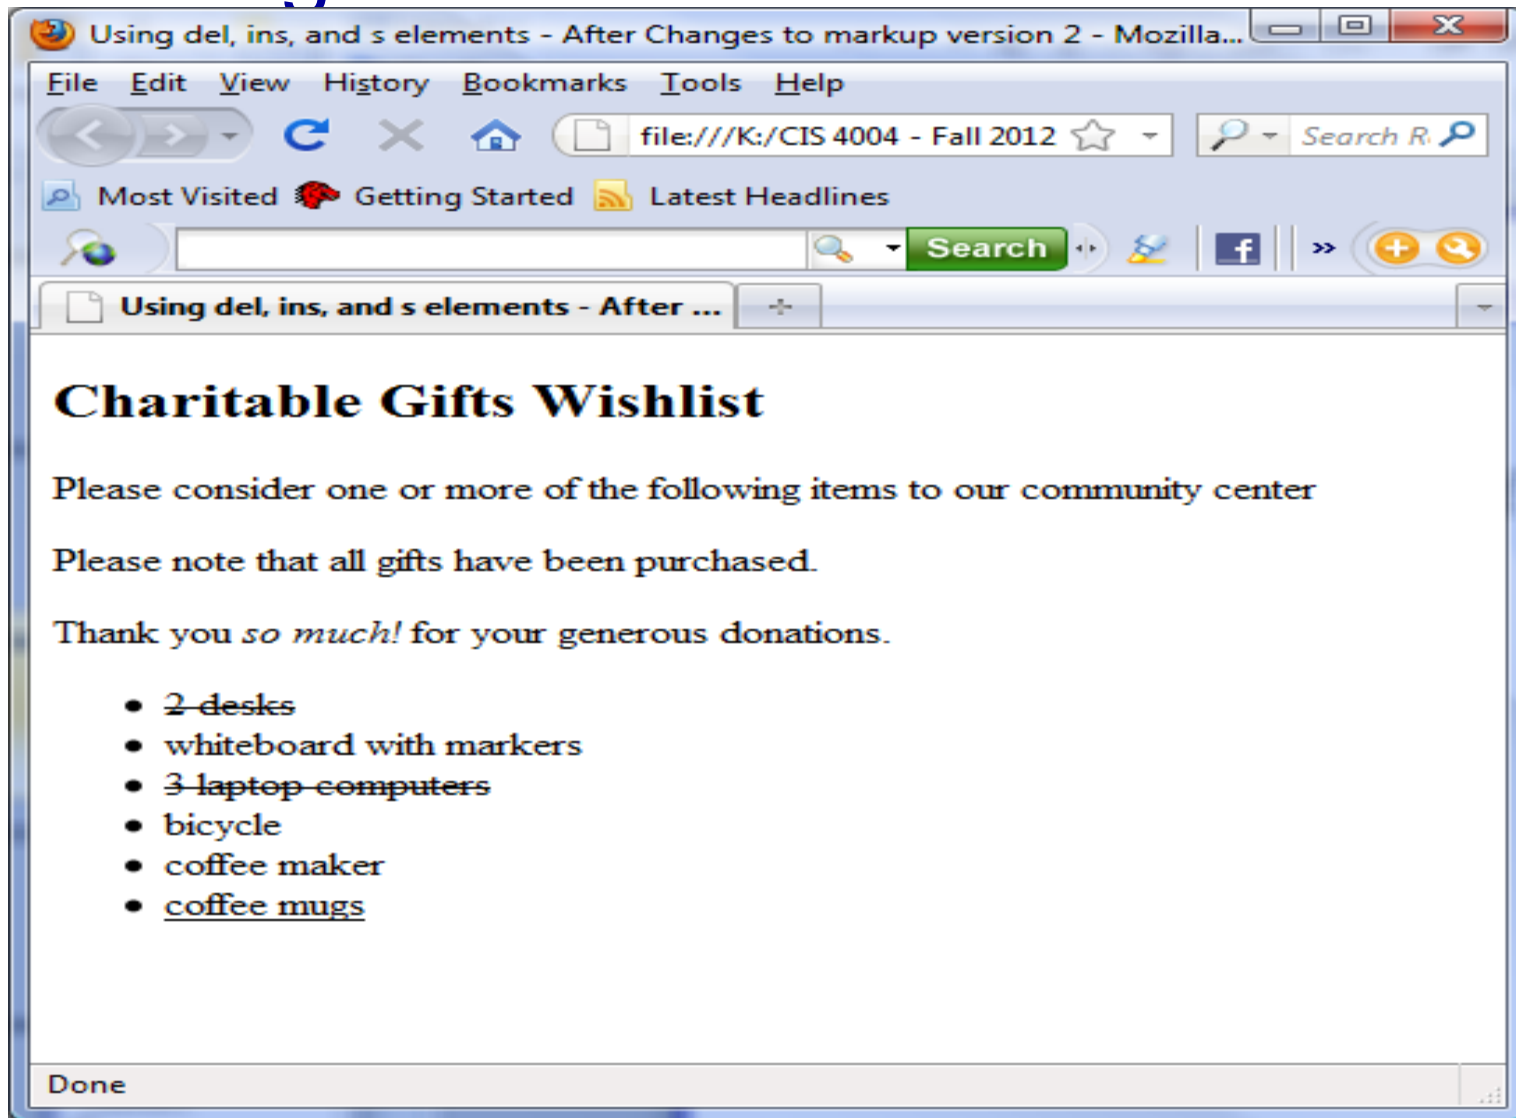 Using del, ins, and s elements - After Changes to markup version 2 - Mozilla...
File Edit View History Bookmarks Tools Help
file:///K:/CIS 4004 - Fall 2012 Search R
Most Visited Getting Started Latest Headlines
Search f »
Using del, ins, and s elements - After ...
Charitable Gifts Wishlist
Please consider one or more of the following items to our community center
Please note that all gifts have been purchased.
Thank you so much! for your generous donations.
• 2 desks
• whiteboard with markers
• 3 laptop computers
• bicycle
• coffee maker
• coffee mugs
Done